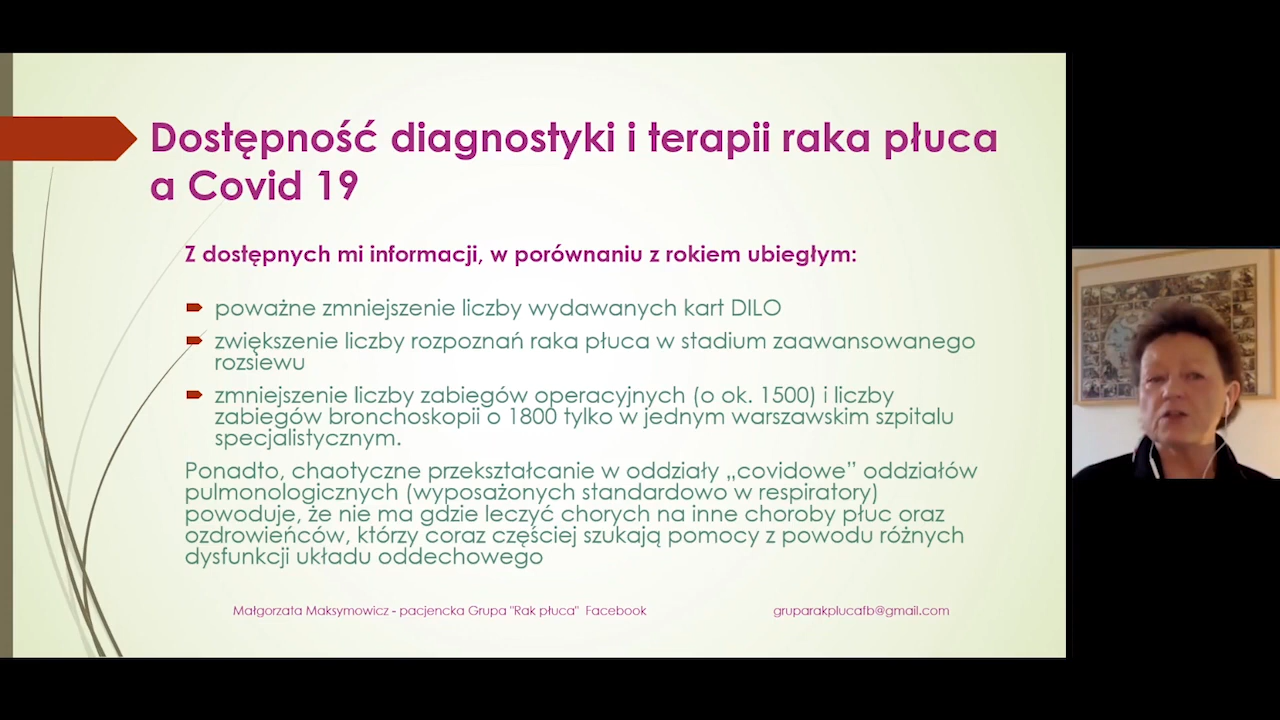 Dostępność diagnostyki i terapii raka płuca
a Covid 19
Z dostępnych mi informacji, w porównaniu z rokiem ubiegłym:
poważne zmniejszenie liczby wydawanych kart DILO
zwiększenie liczby rozpoznań raka płuca w stadium zaawansowanego
rozsiewu
zmniejszenie liczby zabiegów operacyjnych (o ok. 1500) i liczby
zabiegów bronchoskopii o 1800 tylko w jednym warszawskim szpitalu
specjalistycznym.
Ponadto, chaotyczne przekształcanie w oddziały „covidowe” oddziałów
pulmonologicznych (wyposażonych standardowo w respiratory)
powoduje, że nie ma gdzie leczyć chorych na inne choroby płuc oraz
ozdrowieńców, którzy coraz częściej szukają pomocy z powodu różnych
dysfunkcji układu oddechowego
Małgorzata Maksymowicz - pacjencka Grupa "Rak płuca" Facebook
gruparakplucafb@gmail.com